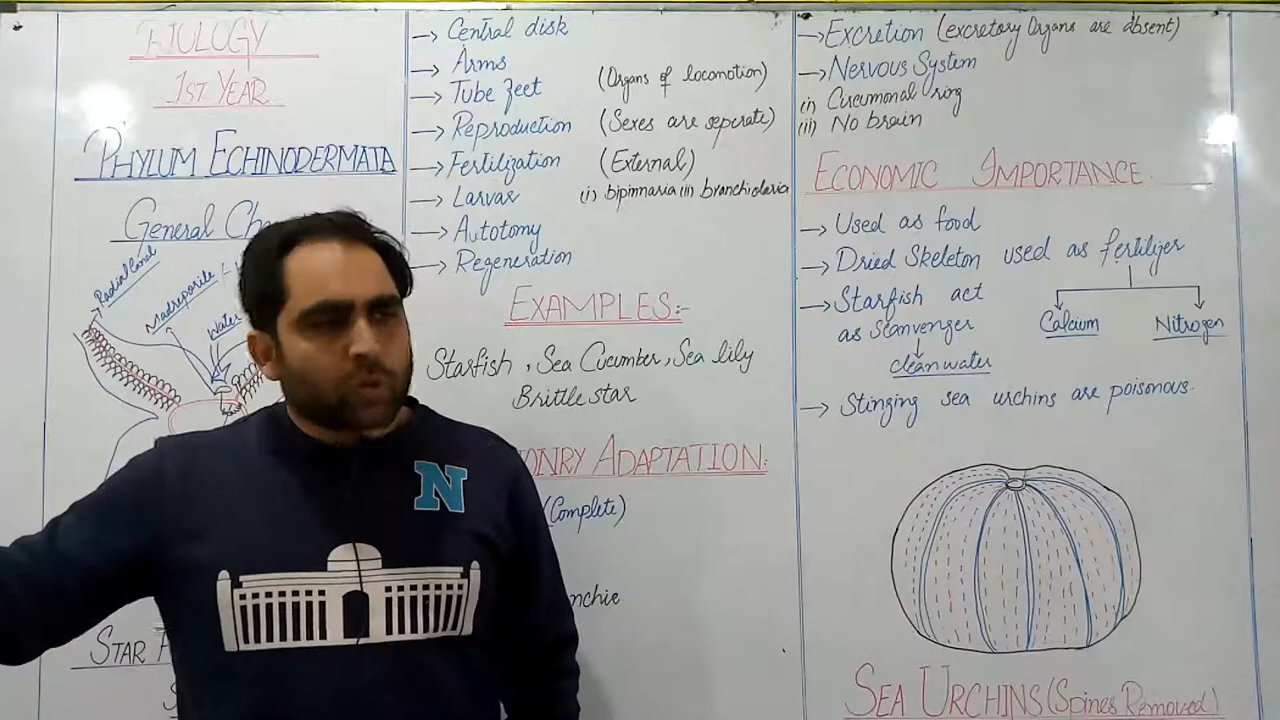 BIOLOGY
1ST YEAR
PHYLUM ECHINODERMATA
General
Radial Canal
Madreporite
Water
STAR
→ Central disk
→ Arms
→ Tube feet (Organs of locomotion)
→ Reproduction (Sexes are seperate)
→ Fertilization (External)
→ Larvae (i) bipinnaria (ii) branchiolaria
→ Autotomy
→ Regeneration
EXAMPLES:-
Starfish, Sea Cucumber, Sea lily
Brittle star
ONRY ADAPTATION:
(Complete)
nchie
→ Excretion (excretory Organs are absent)
→ Nervous System
(i) Circumonal ring
(ii) No brain
ECONOMIC IMPORTANCE
→ Used as food
→ Dried Skeleton used as fertilizer
Calcium Nitrogen
→ Starfish act
as scanvenger
clean water
→ Stinging sea urchins are poisonous.
SEA URCHINS (Spines Removed)
N